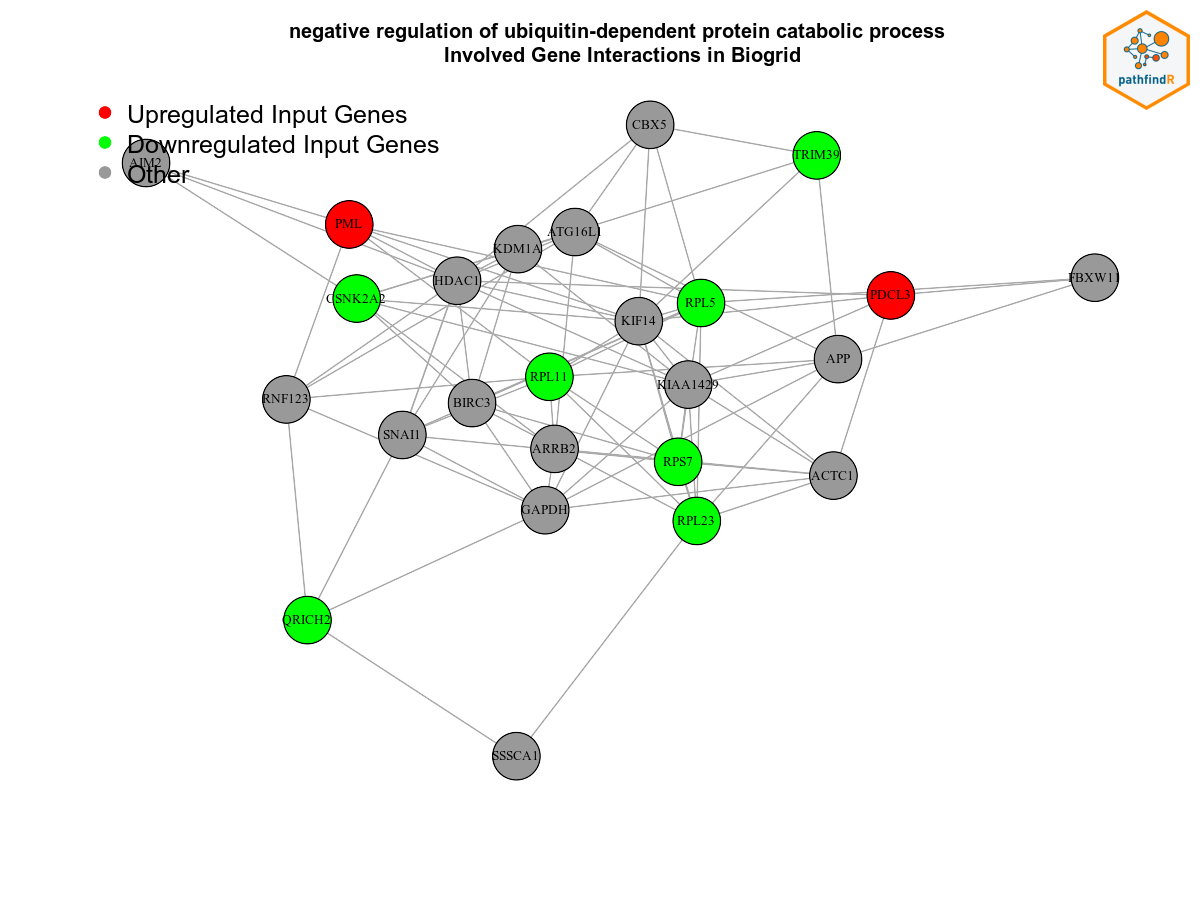 negative regulation of ubiquitin-dependent protein catabolic process
Involved Gene Interactions in Biogrid
pathfindR
Upregulated Input Genes
Downregulated Input Genes
Other
AIM2
CBX5
TRIM39
PML
ATG16L1
KDM1A
HDAC1
FBXW11
CSNK2A2
PDCL3
RPL5
KIF14
APP
RPL11
KIAA1429
RNF123
BIRC3
SNAI1
ARRB2
RPS7
ACTC1
GAPDH
RPL23
QRICH2
SSSCA1